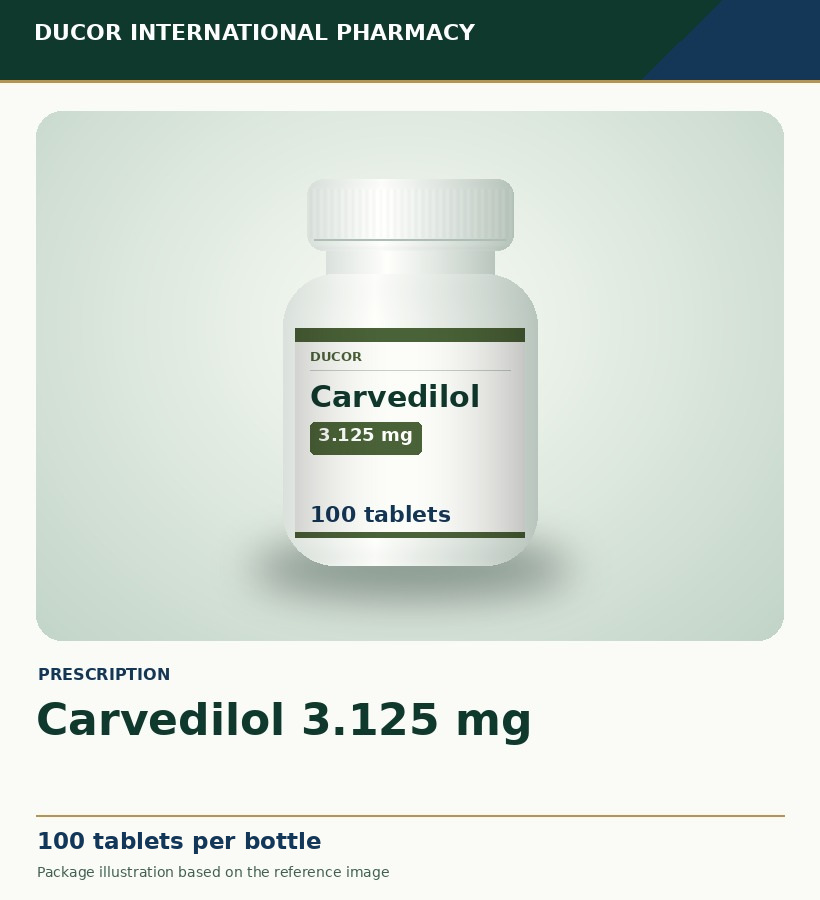 DUCOR INTERNATIONAL PHARMACY
DUCOR
Carvedilol
3.125 mg
100 tablets
PRESCRIPTION
Carvedilol 3.125 mg
100 tablets per bottle
Package illustration based on the reference image